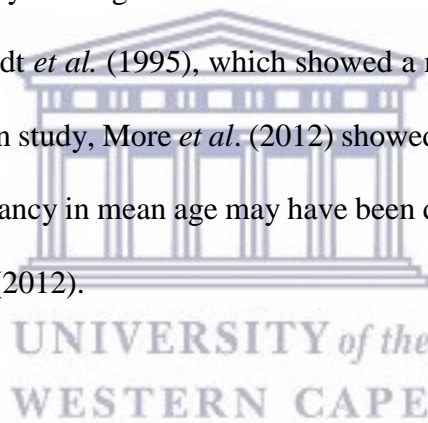 dt et al. (1995), which showed a
n study, More et al. (2012) showed
ancy in mean age may have been
(2012).
UNIVERSITY of the
WESTERN CAPE